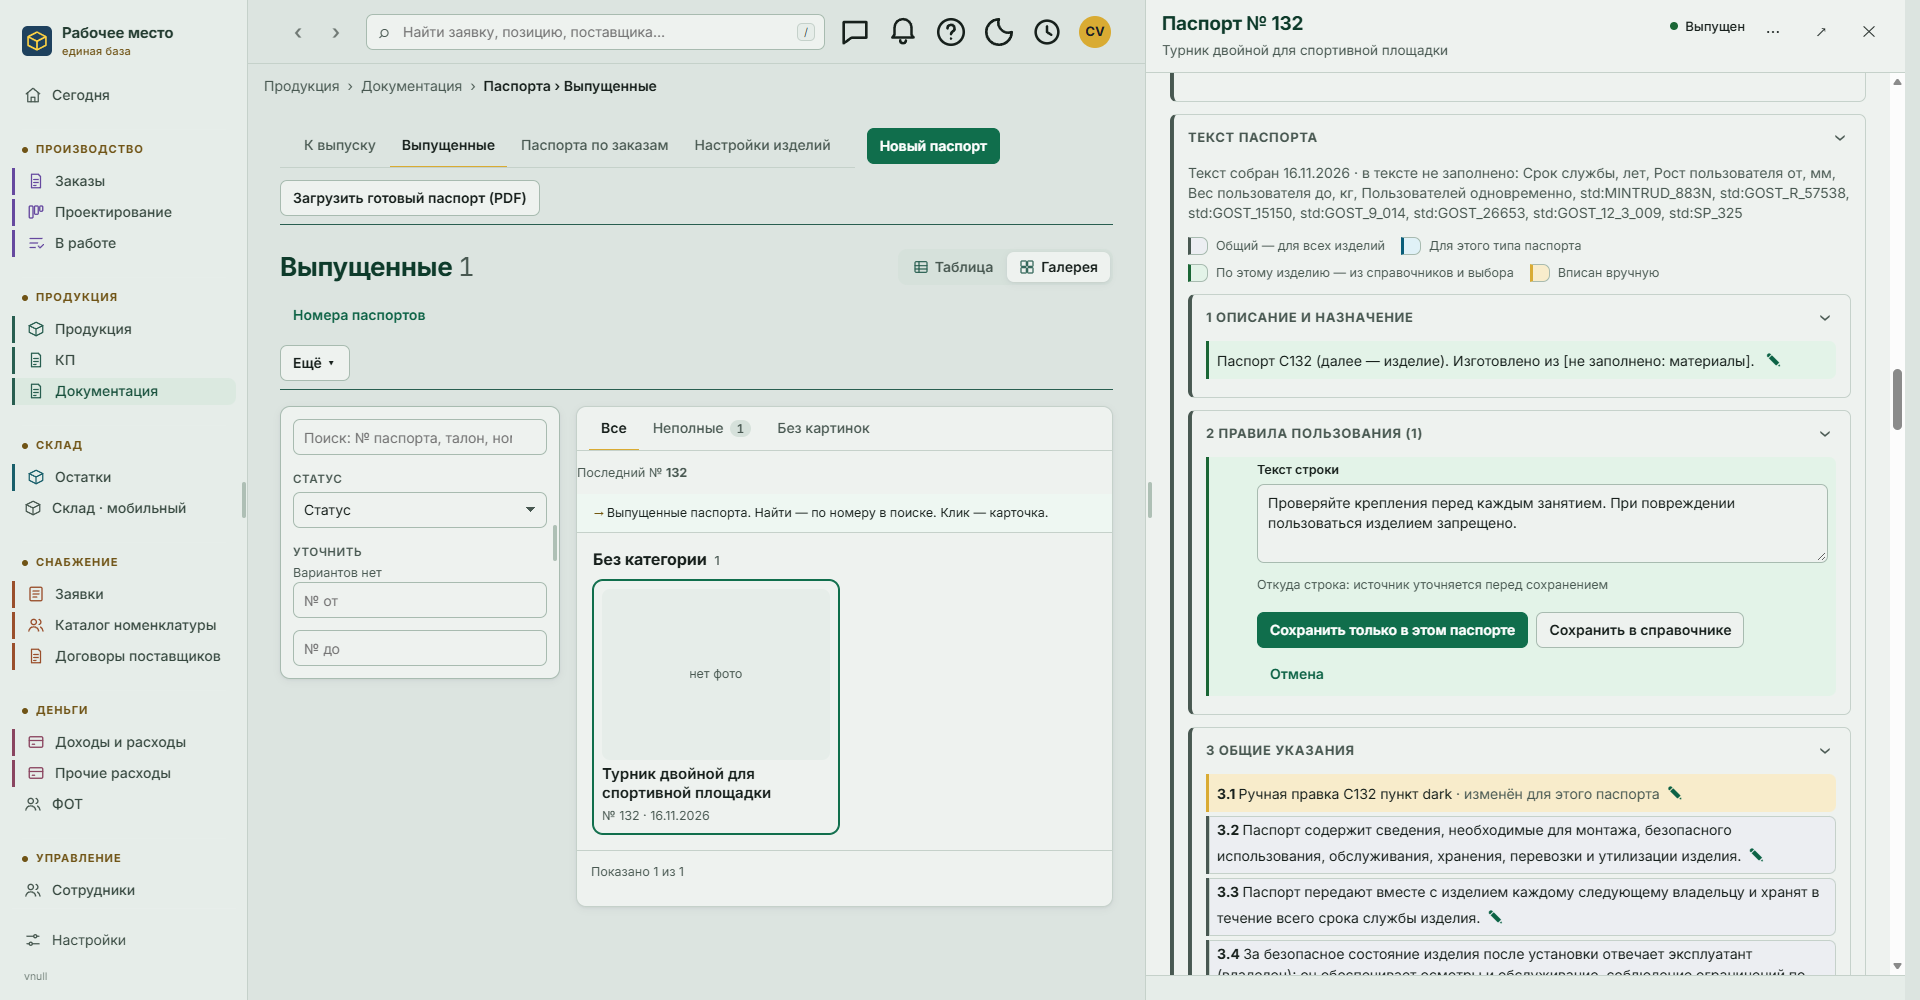 Рабочее место
единая база
Сегодня
ПРОИЗВОДСТВО
Заказы
Проектирование
В работе
ПРОДУКЦИЯ
Продукция
КП
Документация
СКЛАД
Остатки
Склад · мобильный
СНАБЖЕНИЕ
Заявки
Каталог номенклатуры
Договоры поставщиков
ДЕНЬГИ
Доходы и расходы
Прочие расходы
ФОТ
УПРАВЛЕНИЕ
Сотрудники
Настройки
vnull
Найти заявку, позицию, поставщика...
/
CV
Продукция › Документация › Паспорта › Выпущенные
К выпуску Выпущенные Паспорта по заказам Настройки изделий Новый паспорт
Загрузить готовый паспорт (PDF)
Выпущенные 1
Таблица Галерея
Номера паспортов
Ещё
Поиск: № паспорта, талон, ног
СТАТУС
Статус
УТОЧНИТЬ
Вариантов нет
№ от
№ до
Все Неполные 1 Без картинок
Последний № 132
→ Выпущенные паспорта. Найти — по номеру в поиске. Клик — карточка.
Без категории 1
нет фото
Турник двойной для
спортивной площадки
№ 132 · 16.11.2026
Показано 1 из 1
Паспорт № 132
Выпущен
...
Турник двойной для спортивной площадки
ТЕКСТ ПАСПОРТА
Текст собран 16.11.2026 · в тексте не заполнено: Срок службы, лет, Рост пользователя от, мм,
Вес пользователя до, кг, Пользователей одновременно, std:MINTRUD_883N, std:GOST_R_57538,
std:GOST_15150, std:GOST_9_014, std:GOST_26653, std:GOST_12_3_009, std:SP_325
Общий — для всех изделий Для этого типа паспорта
По этому изделию — из справочников и выбора Вписан вручную
1 ОПИСАНИЕ И НАЗНАЧЕНИЕ
Паспорт С132 (далее — изделие). Изготовлено из [не заполнено: материалы].
2 ПРАВИЛА ПОЛЬЗОВАНИЯ (1)
Текст строки
Проверяйте крепления перед каждым занятием. При повреждении
пользоваться изделием запрещено.
Откуда строка: источник уточняется перед сохранением
Сохранить только в этом паспорте Сохранить в справочнике
Отмена
3 ОБЩИЕ УКАЗАНИЯ
3.1 Ручная правка С132 пункт dark · изменён для этого паспорта
3.2 Паспорт содержит сведения, необходимые для монтажа, безопасного
использования, обслуживания, хранения, перевозки и утилизации изделия.
3.3 Паспорт передают вместе с изделием каждому следующему владельцу и хранят в
течение всего срока службы изделия.
3.4 За безопасное состояние изделия после установки отвечает эксплуатант
(владелец): он обеспечивает осмотры и обслуживание, соблюдение ограничений по